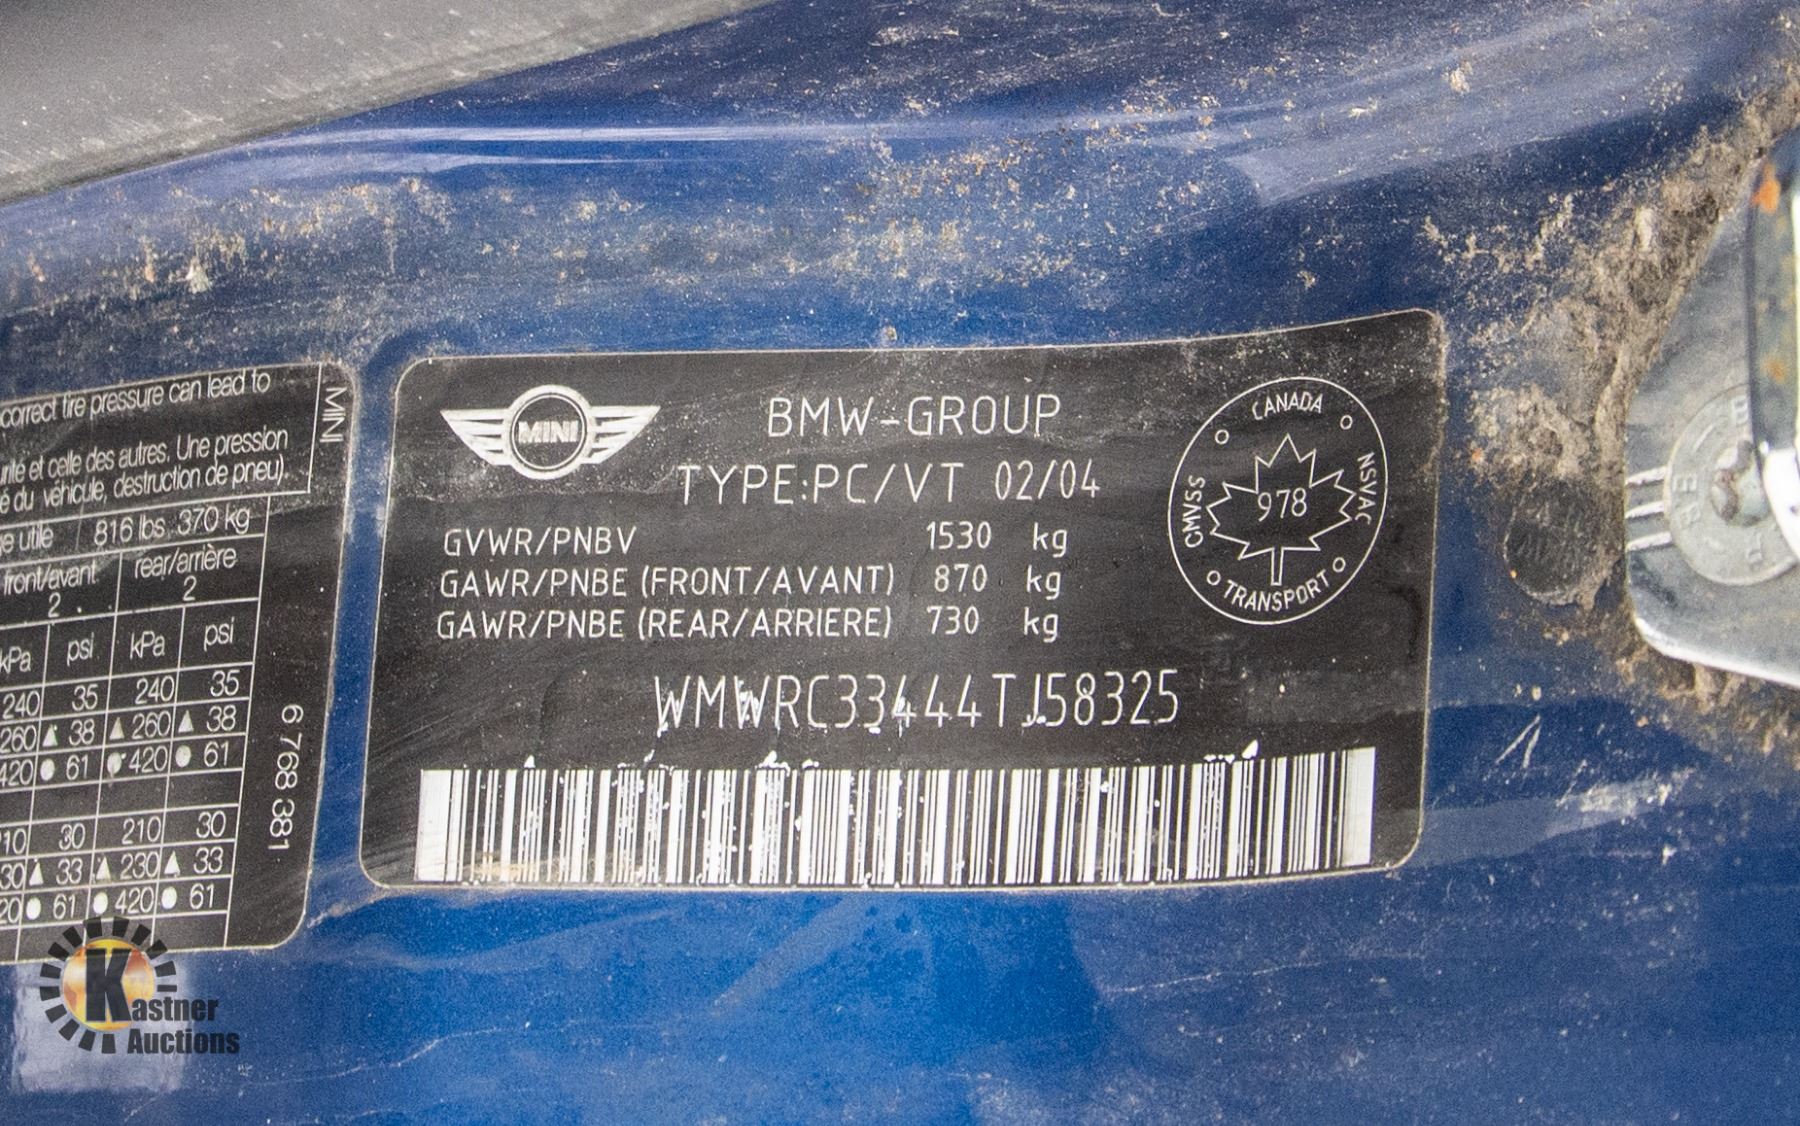 correct tire pressure can lead to
MINI
et celle des autres. Une pression
du véhicule, destruction de pneu).
utile 816 lbs, 370 kg
front/avant rear/arrière
2 2
kPa psi kPa psi
240 35 240 35
260 ▲ 38 ▲ 260 ▲ 38
420 ● 61 ● 420 ● 61
210 30 210 30
▲ 33 ▲ 230 ▲ 33
● 61 ● 420 ● 61
6 768 381
MINI
BMW-GROUP
TYPE:PC/VT 02/04
GVWR/PNBV 1530 kg
GAWR/PNBE (FRONT/AVANT) 870 kg
GAWR/PNBE (REAR/ARRIERE) 730 kg
WMWRC33444TJ58325
CANADA
CMVSS
NSVAC
978
TRANSPORT
Kastner
Auctions